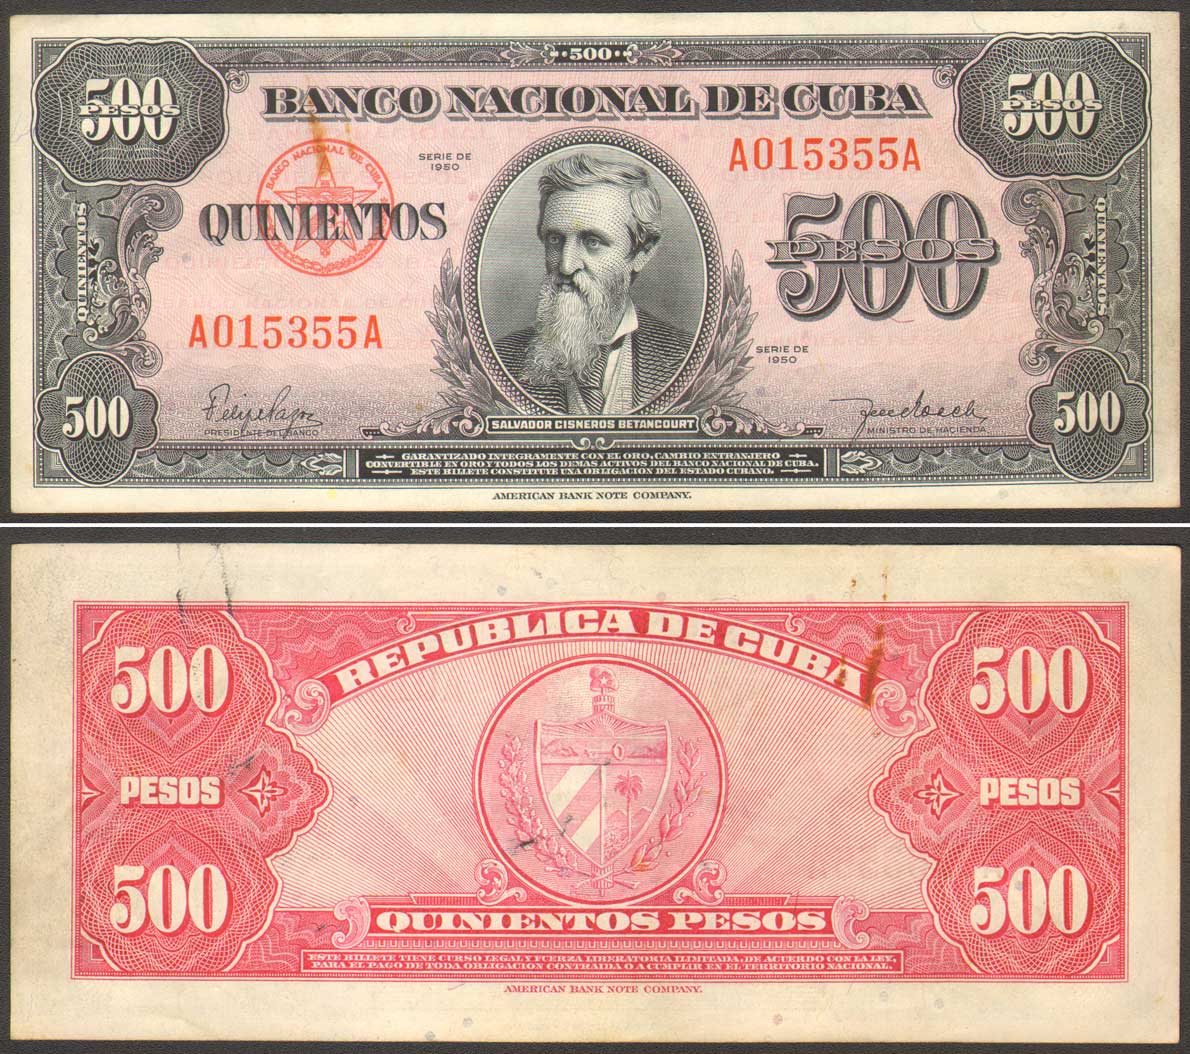 ·500·
500
PESOS
BANCO NACIONAL DE CUBA
500
PESOS
BANCO NACIONAL DE CUBA
SERIE DE
1950
A015355A
QUINIENTOS
500
PESOS
QUINIENTOS
QUINIENTOS
A015355A
SERIE DE
1950
500
PRESIDENTE DEL BANCO
SALVADOR CISNEROS BETANCOURT
MINISTRO DE HACIENDA
500
GARANTIZADO INTEGRAMENTE CON EL ORO, CAMBIO EXTRANJERO
CONVERTIBLE EN ORO Y TODOS LOS DEMAS ACTIVOS DEL BANCO NACIONAL DE CUBA.
ESTE BILLETE CONSTITUYE UNA OBLIGACION DEL ESTADO CUBANO.
AMERICAN BANK NOTE COMPANY.
REPUBLICA DE CUBA
500
500
PESOS
PESOS
500
500
QUINIENTOS PESOS
ESTE BILLETE TIENE CURSO LEGAL Y FUERZA LIBERATORIA ILIMITADA, DE ACUERDO CON LA LEY,
PARA EL PAGO DE TODA OBLIGACION CONTRAIDA O A CUMPLIR EN EL TERRITORIO NACIONAL.
AMERICAN BANK NOTE COMPANY.